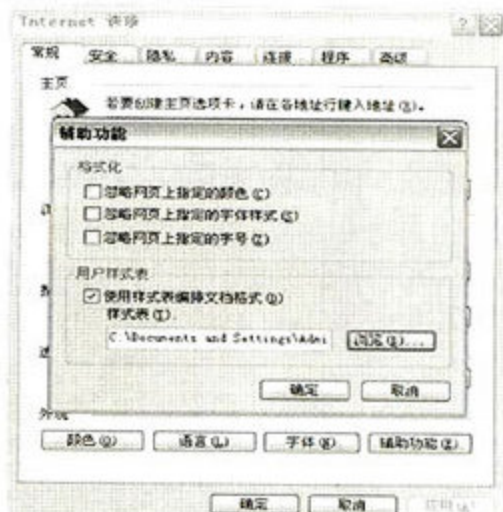 Internet 选项
常规 安全 隐私 内容 连接 程序 高级
主页
若要创建主页选项卡，请在各地址行键入地址(R)。
辅助功能
格式化
忽略网页上指定的颜色(C)
忽略网页上指定的字体样式
忽略网页上指定的字号
用户样式表
使用样式表编排文档格式(D)
样式表
C:\Documents and Settings\Admi
浏览(B)...
确定 取消
外观
颜色(O) 语言(L) 字体(N) 辅助功能(E)
确定 取消